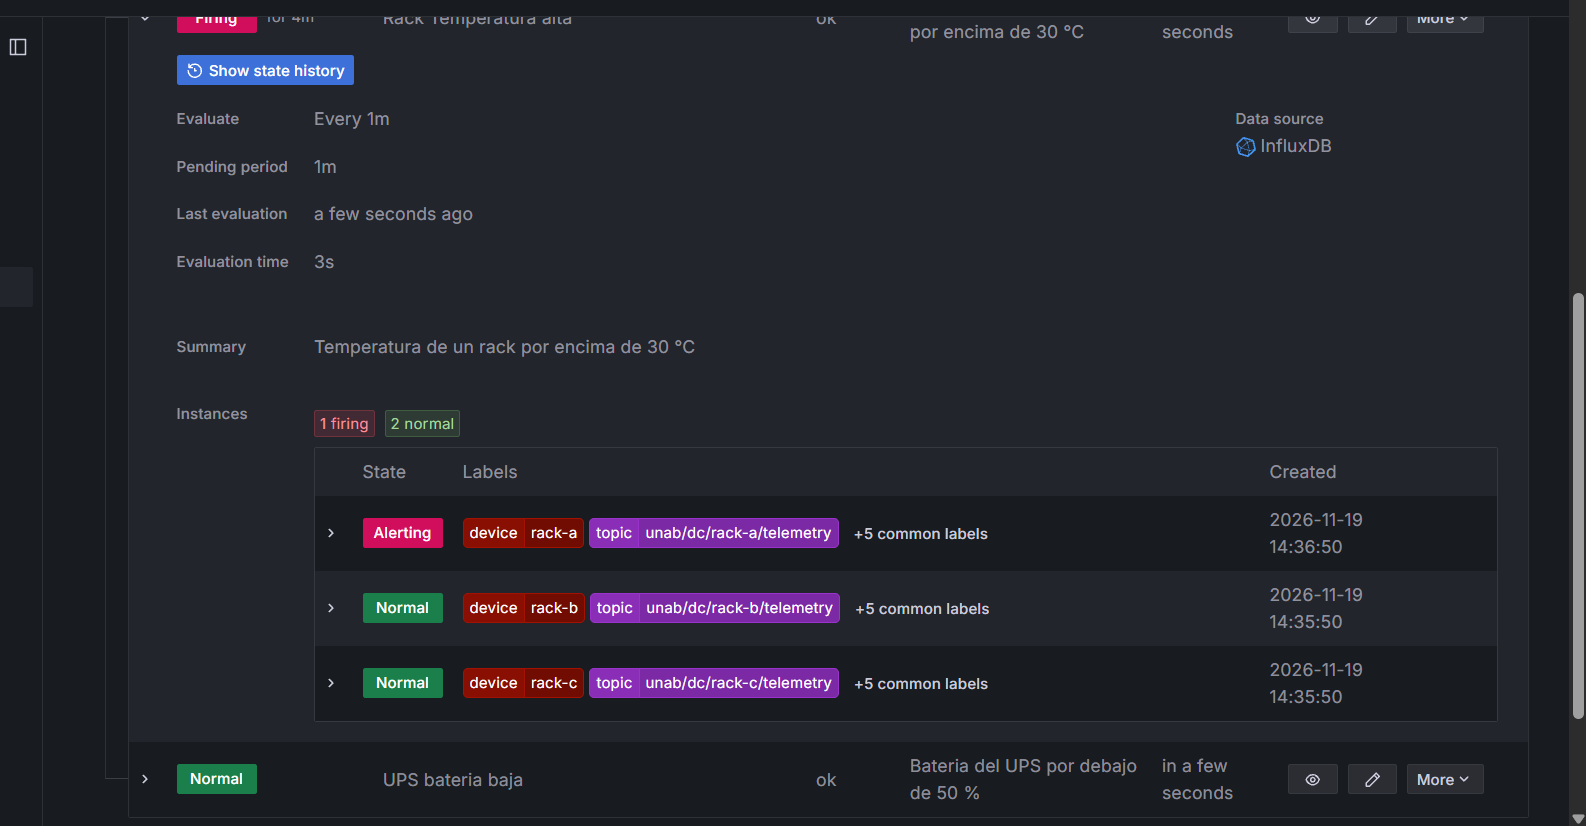 Firing for 4m Rack Temperatura alta ok por encima de 30 °C seconds More
Show state history
Evaluate Every 1m Data source
InfluxDB
Pending period 1m
Last evaluation a few seconds ago
Evaluation time 3s
Summary Temperatura de un rack por encima de 30 °C
Instances 1 firing 2 normal
State Labels Created
Alerting device rack-a topic unab/dc/rack-a/telemetry +5 common labels 2026-11-19
14:36:50
Normal device rack-b topic unab/dc/rack-b/telemetry +5 common labels 2026-11-19
14:35:50
Normal device rack-c topic unab/dc/rack-c/telemetry +5 common labels 2026-11-19
14:35:50
Normal UPS bateria baja ok Bateria del UPS por debajo in a few More
de 50 % seconds